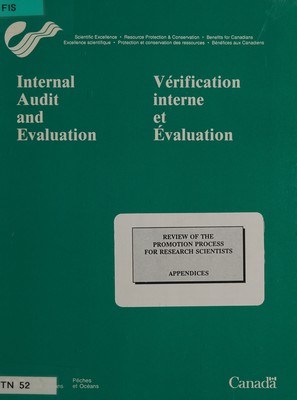 FIS
Scientific Excellence • Resource Protection & Conservation • Benefits for Canadians
Excellence scientifique • Protection et conservation des ressources • Bénéfices aux Canadiens
Internal
Audit
and
Evaluation
Vérification
interne
et
Évaluation
REVIEW OF THE
PROMOTION PROCESS
FOR RESEARCH SCIENTISTS
APPENDICES
TN 52
Pêches
et Océans
Canada